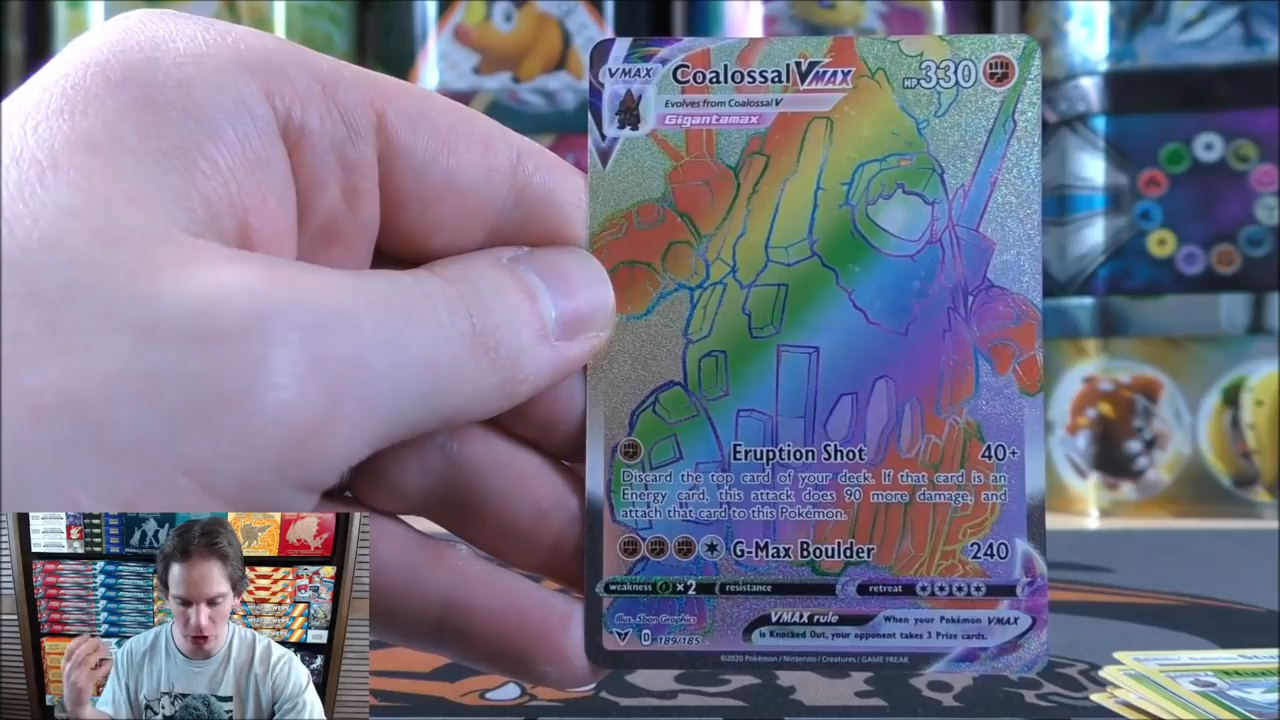 VMAX Coalossal VMAX HP 330
Evolves from Coalossal V
Gigantamax
Eruption Shot 40+
Discard the top card of your deck. If that card is an
Energy card, this attack does 90 more damage, and
attach that card to this Pokémon.
G-Max Boulder 240
weakness ×2 resistance retreat
VMAX rule When your Pokémon VMAX
is Knocked Out, your opponent takes 3 Prize cards.
Illus. 5ban Graphics
D 189/185
©2020 Pokémon / Nintendo / Creatures / GAME FREAK